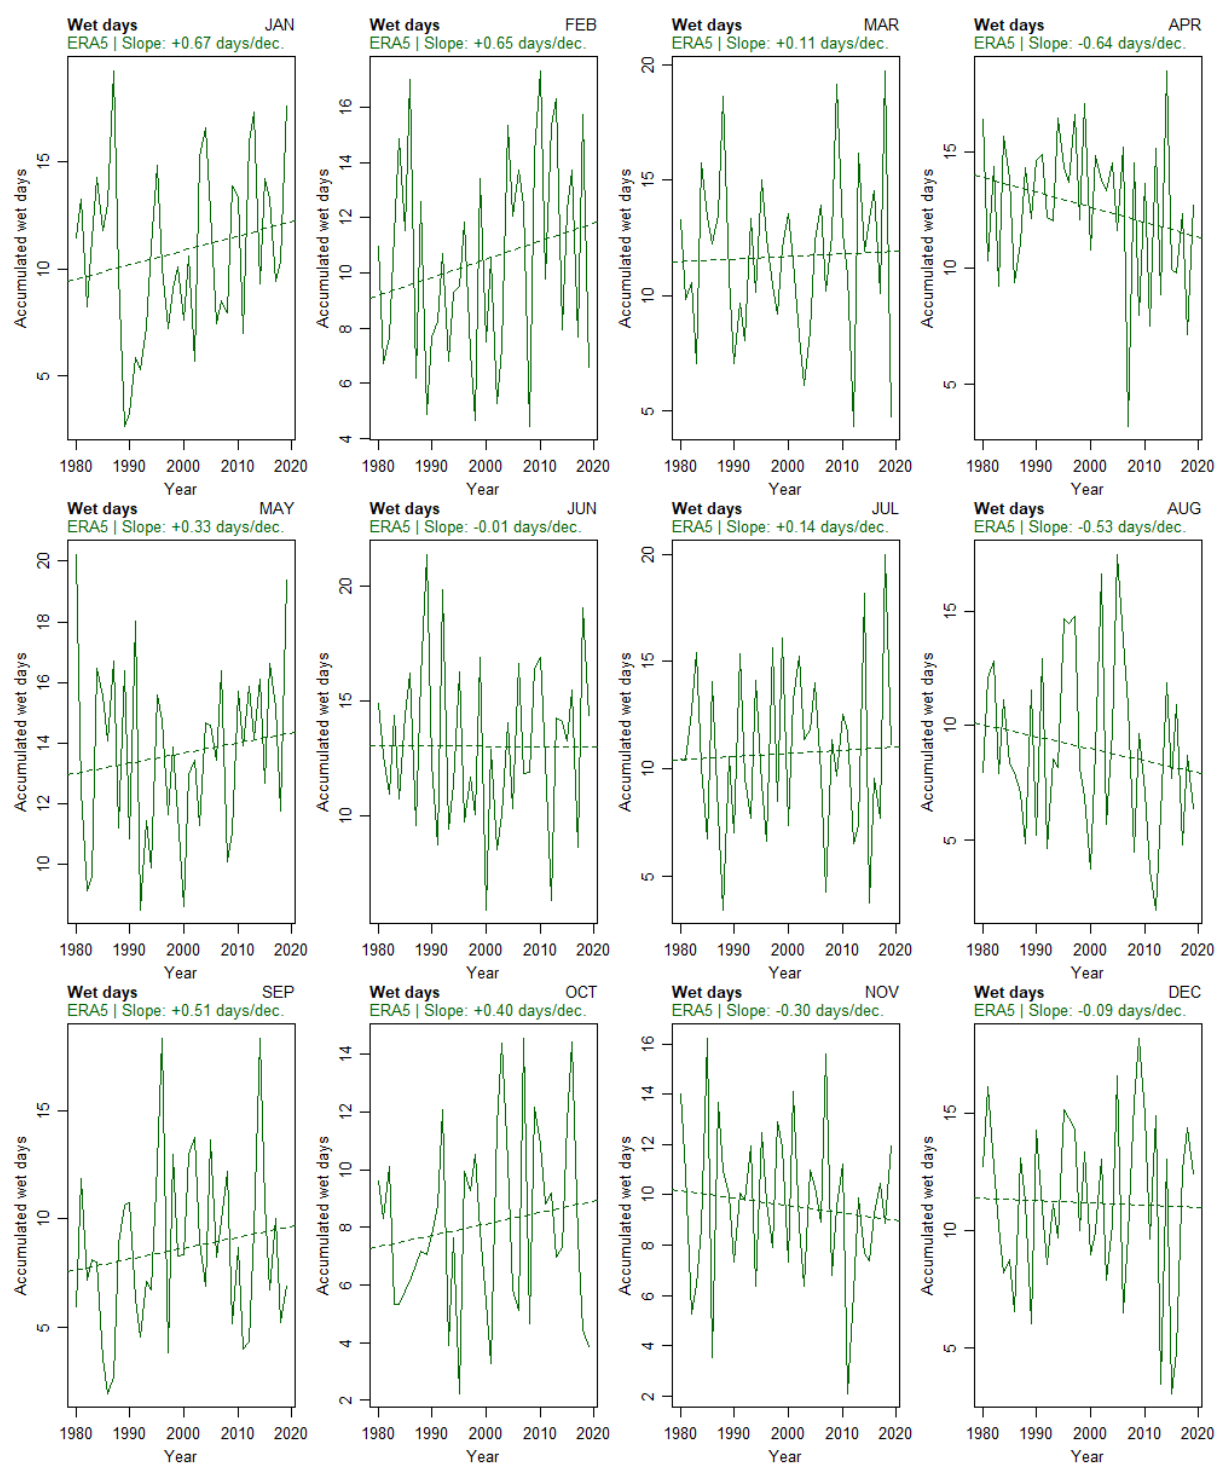 Wet days JAN
ERA5 | Slope: +0.67 days/dec.
Accumulated wet days
15
10
5
1980 1990 2000 2010 2020
Year
Wet days FEB
ERA5 | Slope: +0.65 days/dec.
Accumulated wet days
16
14
12
10
8
6
4
1980 1990 2000 2010 2020
Year
Wet days MAR
ERA5 | Slope: +0.11 days/dec.
Accumulated wet days
20
15
10
5
1980 1990 2000 2010 2020
Year
Wet days APR
ERA5 | Slope: -0.64 days/dec.
Accumulated wet days
15
10
5
1980 1990 2000 2010 2020
Year
Wet days MAY
ERA5 | Slope: +0.33 days/dec.
Accumulated wet days
20
18
16
14
12
10
1980 1990 2000 2010 2020
Year
Wet days JUN
ERA5 | Slope: -0.01 days/dec.
Accumulated wet days
20
15
10
1980 1990 2000 2010 2020
Year
Wet days JUL
ERA5 | Slope: +0.14 days/dec.
Accumulated wet days
20
15
10
5
1980 1990 2000 2010 2020
Year
Wet days AUG
ERA5 | Slope: -0.53 days/dec.
Accumulated wet days
15
10
5
1980 1990 2000 2010 2020
Year
Wet days SEP
ERA5 | Slope: +0.51 days/dec.
Accumulated wet days
15
10
5
1980 1990 2000 2010 2020
Year
Wet days OCT
ERA5 | Slope: +0.40 days/dec.
Accumulated wet days
14
12
10
8
6
4
2
1980 1990 2000 2010 2020
Year
Wet days NOV
ERA5 | Slope: -0.30 days/dec.
Accumulated wet days
16
14
12
10
8
6
4
2
1980 1990 2000 2010 2020
Year
Wet days DEC
ERA5 | Slope: -0.09 days/dec.
Accumulated wet days
15
10
5
1980 1990 2000 2010 2020
Year